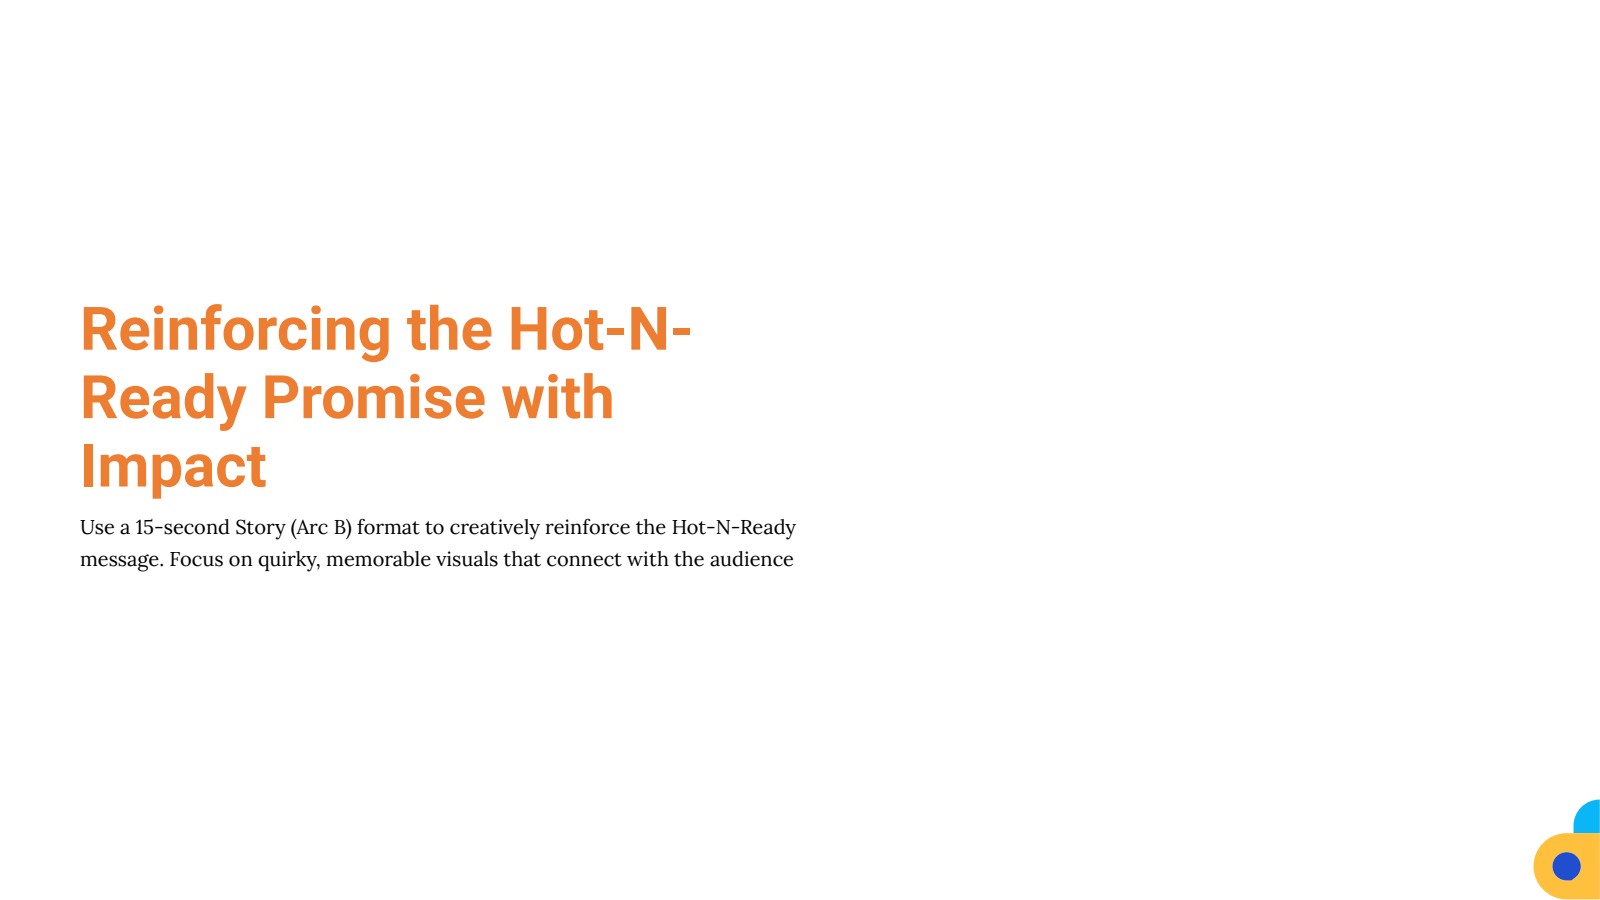 Reinforcing the Hot-N-
Ready Promise with
Impact
Use a 15-second Story (Arc B) format to creatively reinforce the Hot-N-Ready
message. Focus on quirky, memorable visuals that connect with the audience